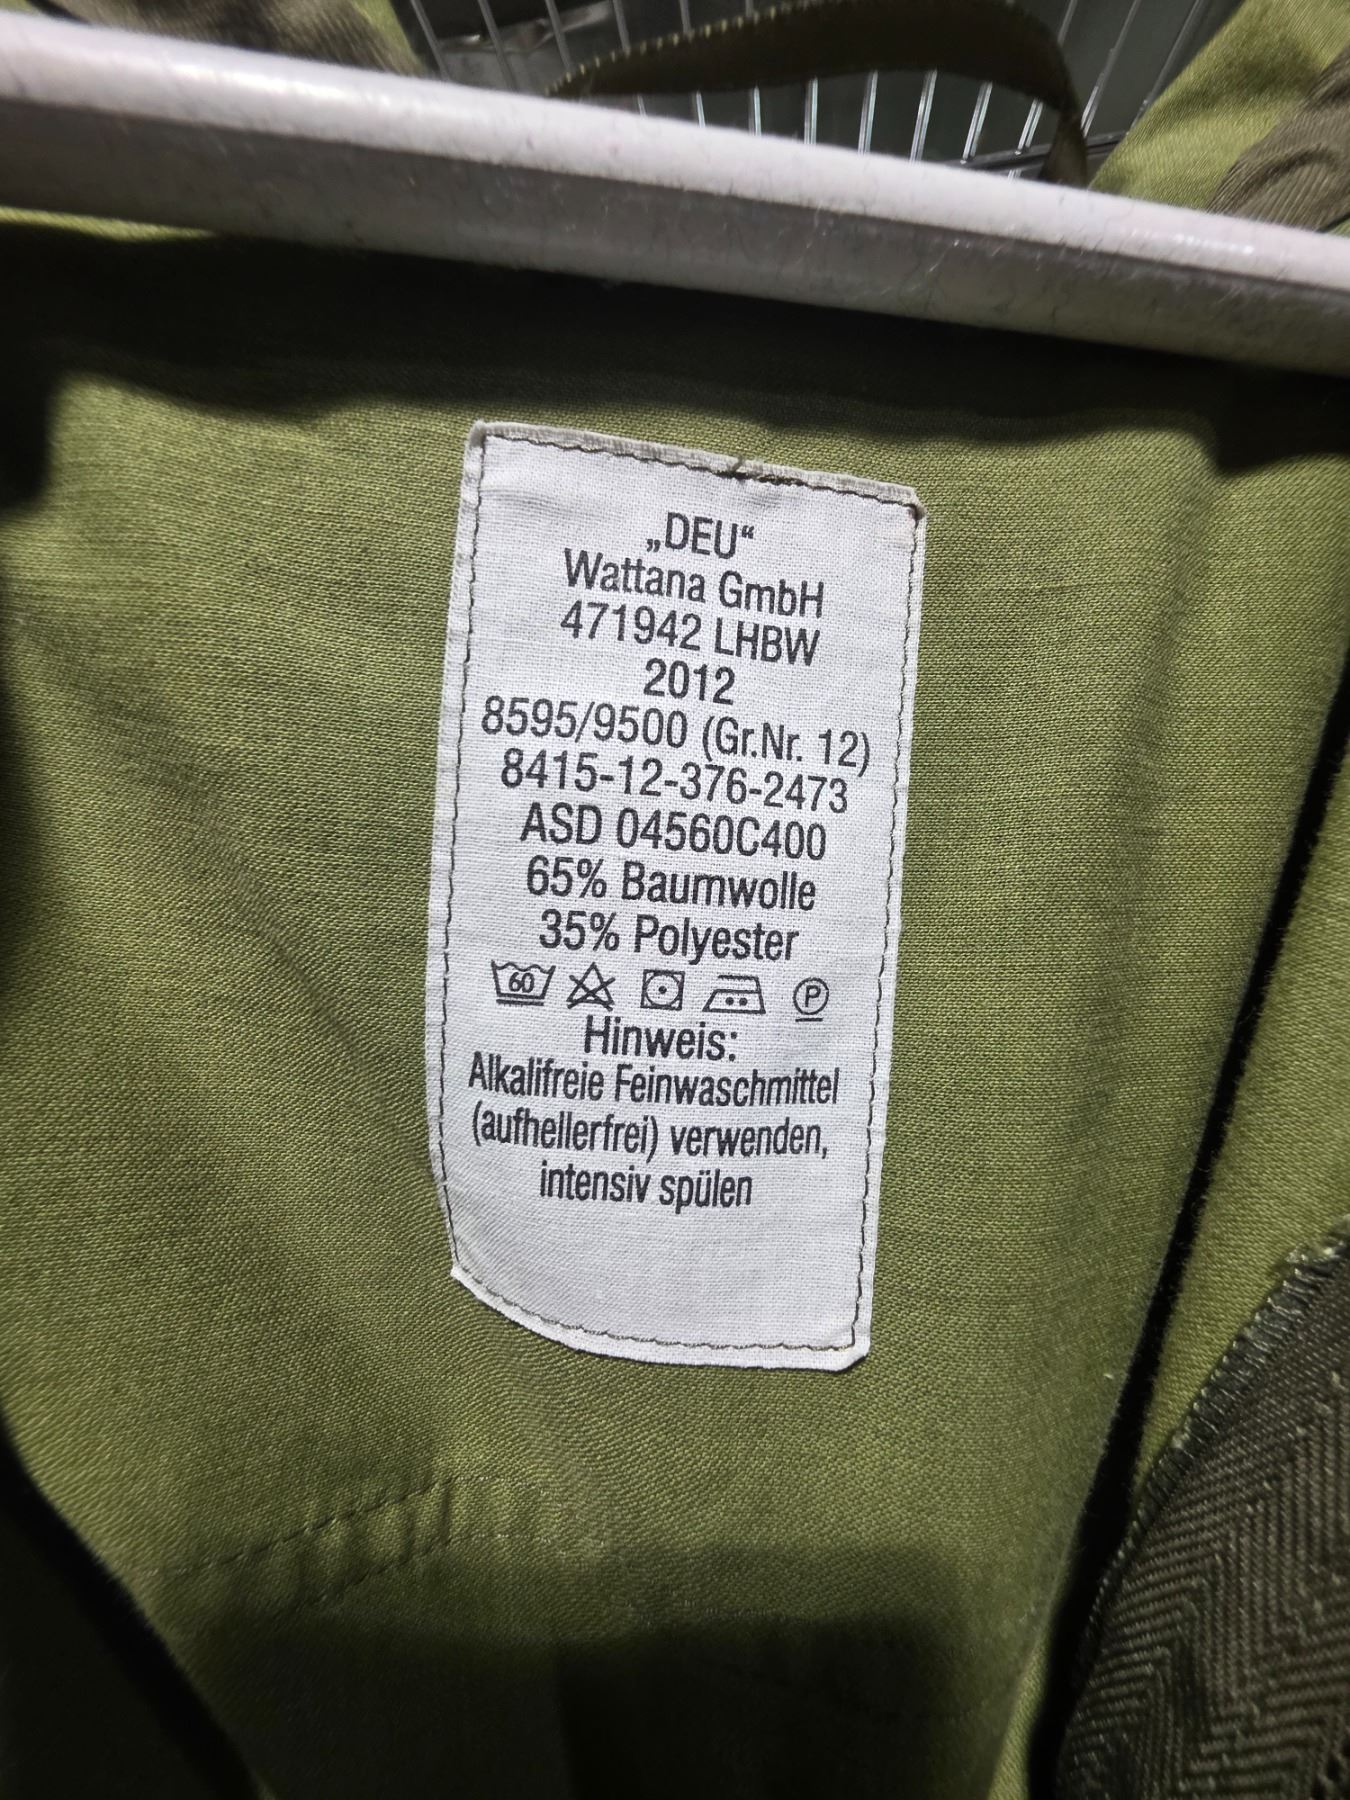 „DEU“
Wattana GmbH
471942 LHBW
2012
8595/9500 (Gr.Nr. 12)
8415-12-376-2473
ASD 04560C400
65% Baumwolle
35% Polyester
60 P
Hinweis:
Alkalifreie Feinwaschmittel
(aufhellerfrei) verwenden,
intensiv spülen